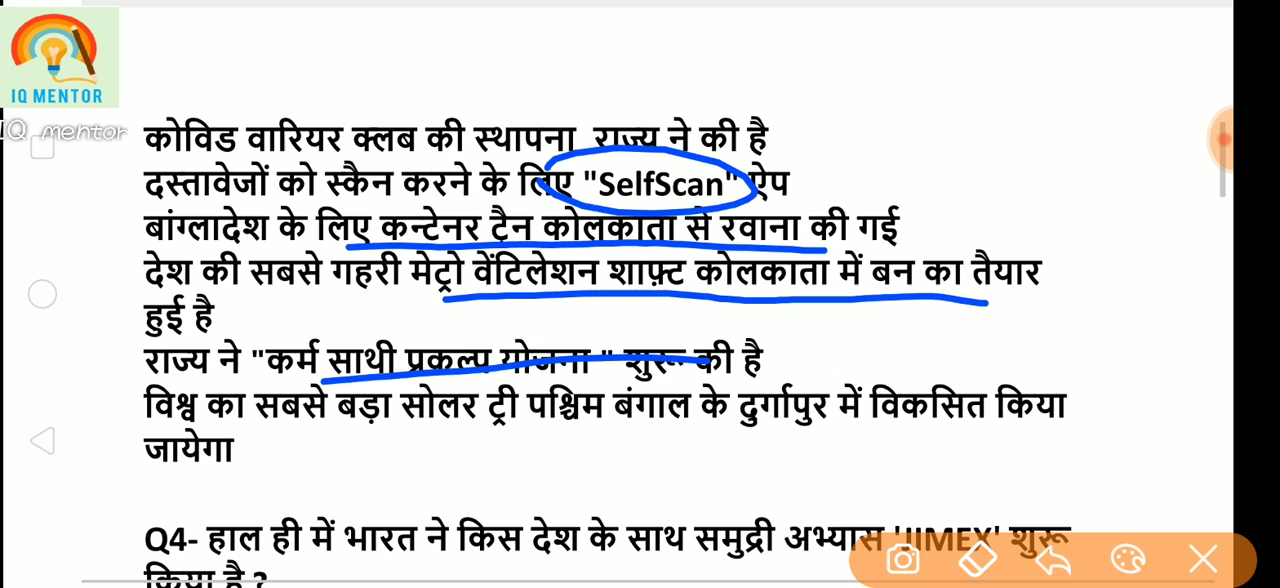 IQ MENTOR
IQ mentor
कोविड वारियर क्लब की स्थापना राज्य ने की है
दस्तावेजों को स्कैन करने के लिए "SelfScan" ऐप
बांग्लादेश के लिए कन्टेनर ट्रैन कोलकाता से रवाना की गई
देश की सबसे गहरी मेट्रो वेंटिलेशन शाफ़्ट कोलकाता में बन का तैयार
हुई है
राज्य ने "कर्म साथी प्रकल्प योजना " शुरू की है
विश्व का सबसे बड़ा सोलर ट्री पश्चिम बंगाल के दुर्गापुर में विकसित किया
जायेगा
Q4- हाल ही में भारत ने किस देश के साथ समुद्री अभ्यास 'JIMEX' शुरू
किया है ?